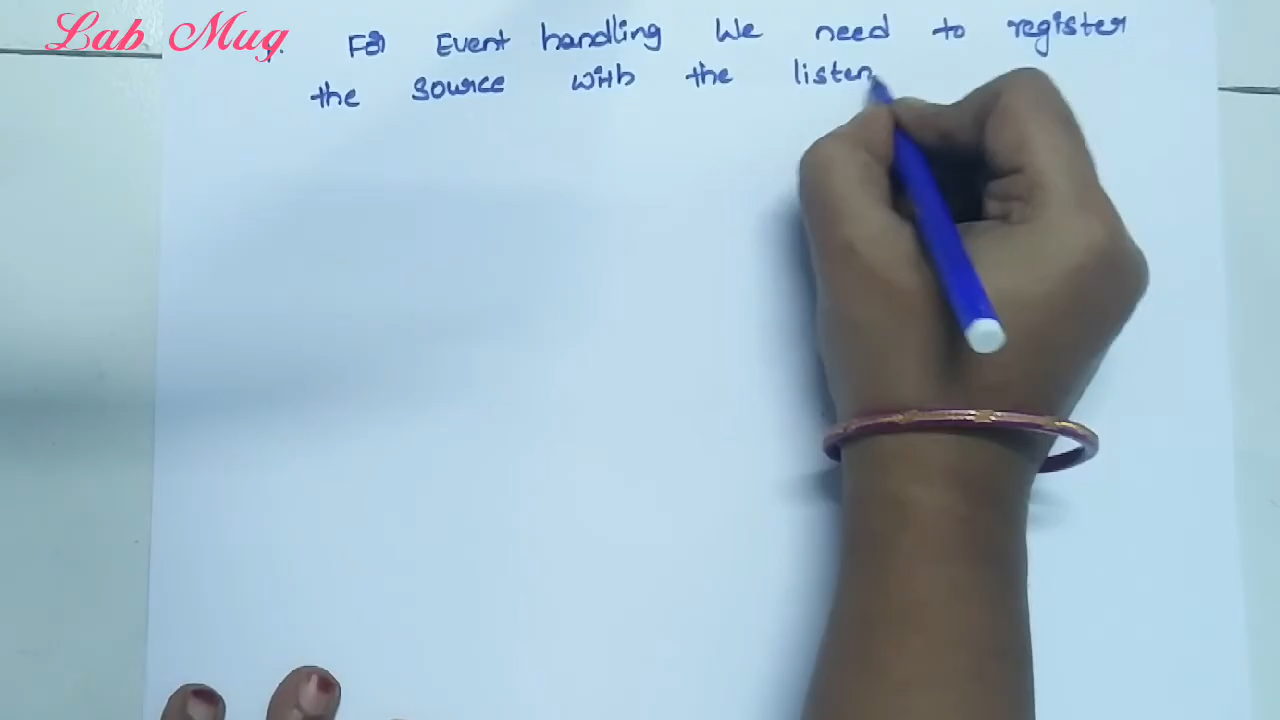 Lab Mug
For Event handling We need to register
the source with the listen